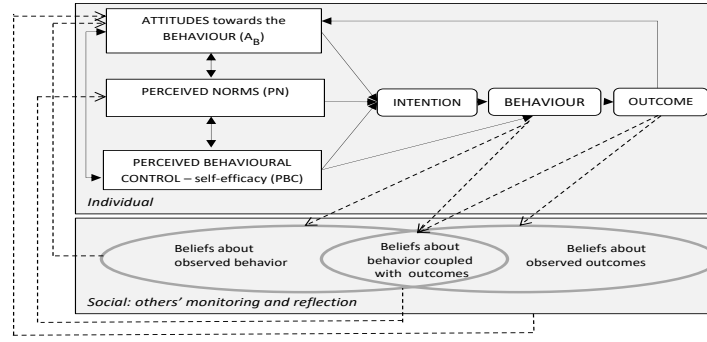 ATTITUDES towards the
BEHAVIOUR (A_B)
PERCEIVED NORMS (PN)
INTENTION
BEHAVIOUR
OUTCOME
PERCEIVED BEHAVIOURAL
CONTROL – self-efficacy (PBC)
Individual
Beliefs about
observed behavior
Beliefs about
behavior coupled
with outcomes
Beliefs about
observed outcomes
Social: others' monitoring and reflection